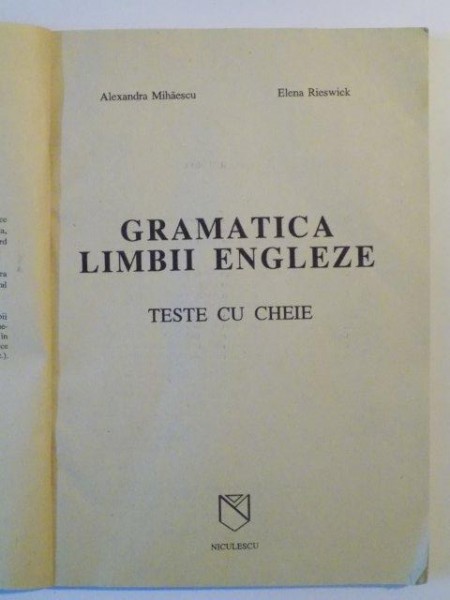 Alexandra Mihăescu Elena Rieswick
GRAMATICA
LIMBII ENGLEZE
TESTE CU CHEIE
NICULESCU